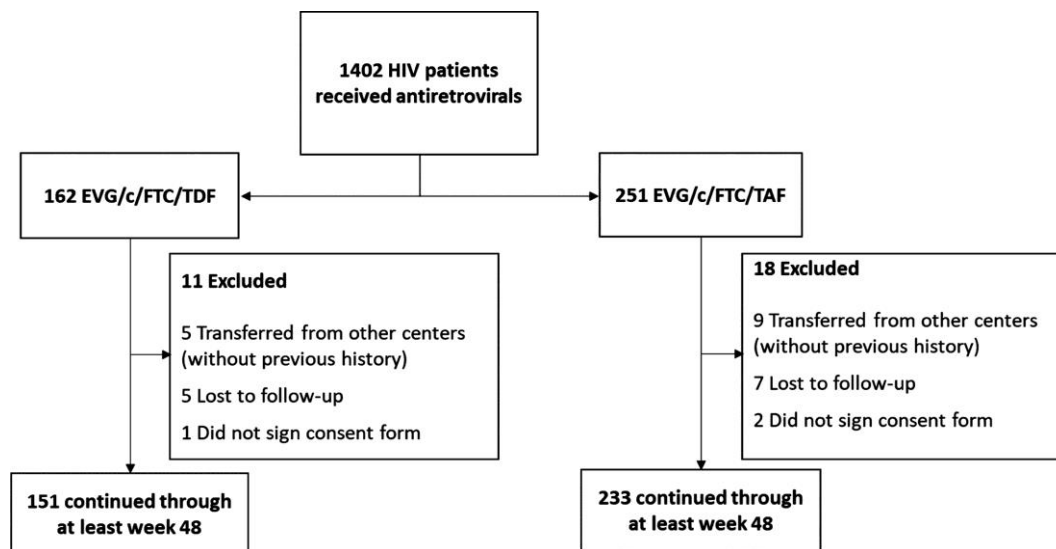 1402 HIV patients
received antiretrovirals
162 EVG/c/FTC/TDF
251 EVG/c/FTC/TAF
11 Excluded
5 Transferred from other centers
(without previous history)
5 Lost to follow-up
1 Did not sign consent form
18 Excluded
9 Transferred from other centers
(without previous history)
7 Lost to follow-up
2 Did not sign consent form
151 continued through
at least week 48
233 continued through
at least week 48